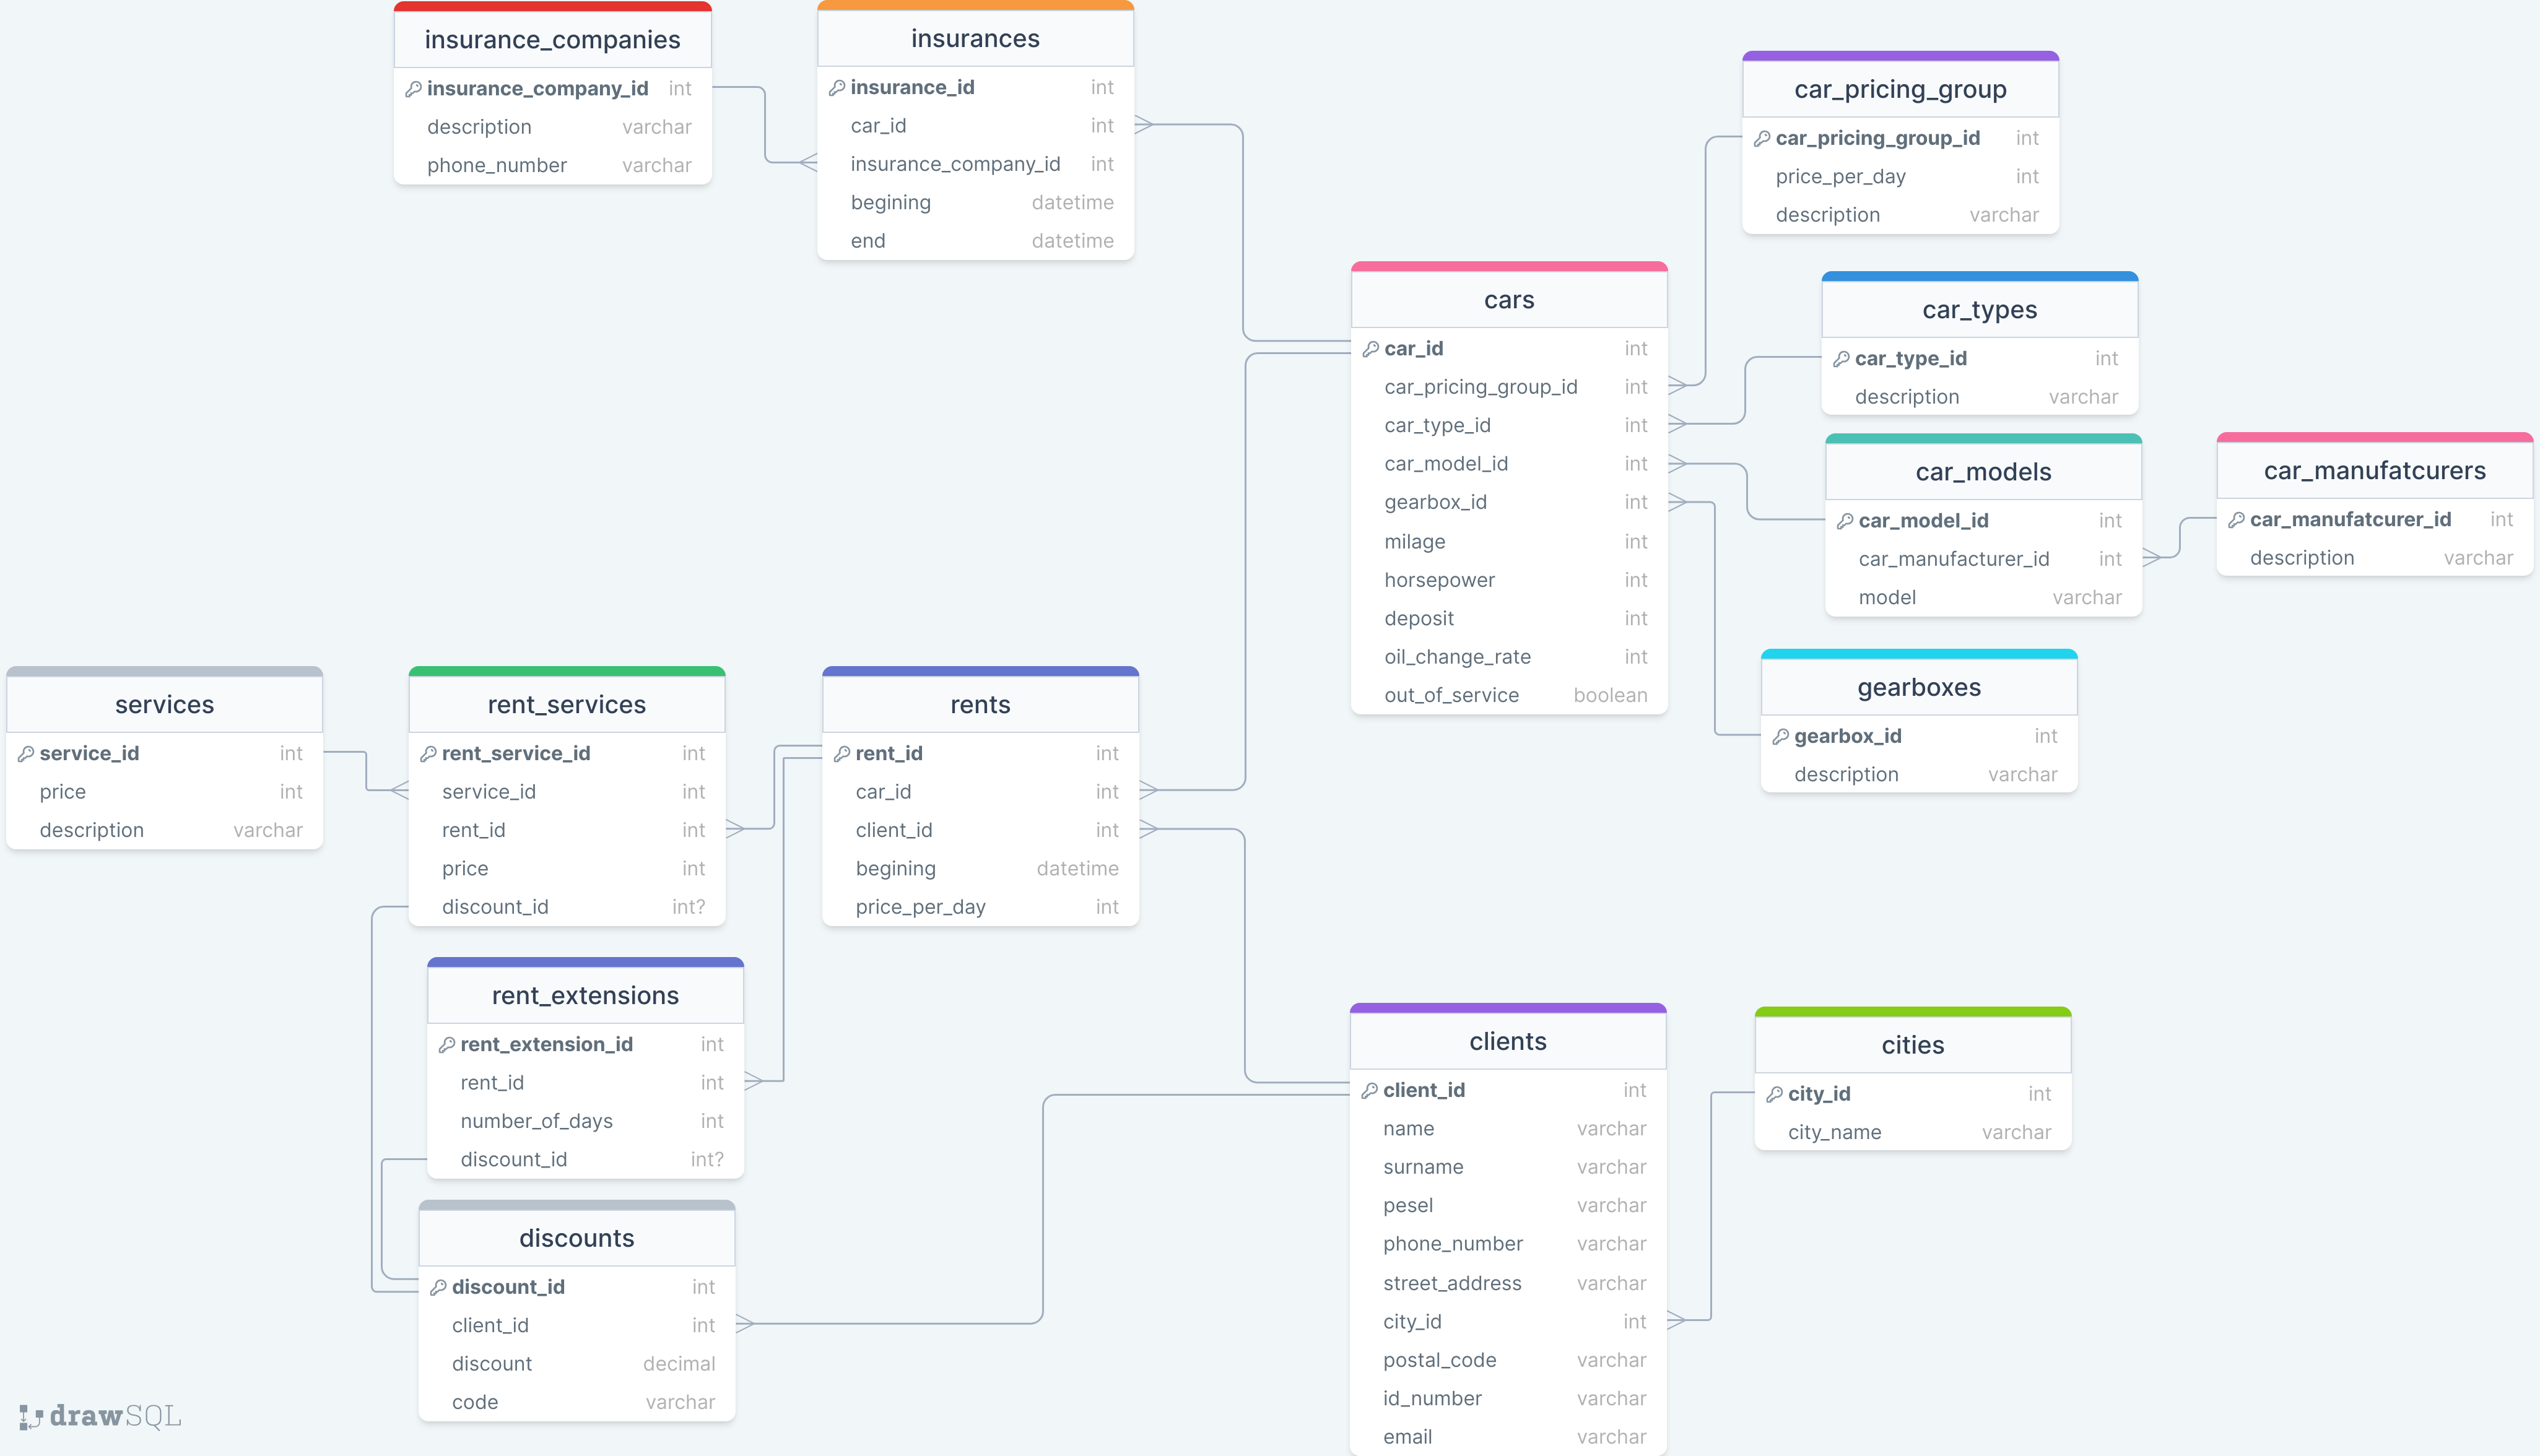 insurance_companies
insurance_company_id int
description varchar
phone_number varchar
insurances
insurance_id int
car_id int
insurance_company_id int
begining datetime
end datetime
car_pricing_group
car_pricing_group_id int
price_per_day int
description varchar
cars
car_id int
car_pricing_group_id int
car_type_id int
car_model_id int
gearbox_id int
milage int
horsepower int
deposit int
oil_change_rate int
out_of_service boolean
car_types
car_type_id int
description varchar
car_models
car_model_id int
car_manufacturer_id int
model varchar
car_manufatcurers
car_manufatcurer_id int
description varchar
gearboxes
gearbox_id int
description varchar
services
service_id int
price int
description varchar
rent_services
rent_service_id int
service_id int
rent_id int
price int
discount_id int?
rents
rent_id int
car_id int
client_id int
begining datetime
price_per_day int
rent_extensions
rent_extension_id int
rent_id int
number_of_days int
discount_id int?
discounts
discount_id int
client_id int
discount decimal
code varchar
clients
client_id int
name varchar
surname varchar
pesel varchar
phone_number varchar
street_address varchar
city_id int
postal_code varchar
id_number varchar
email varchar
cities
city_id int
city_name varchar
drawSQL